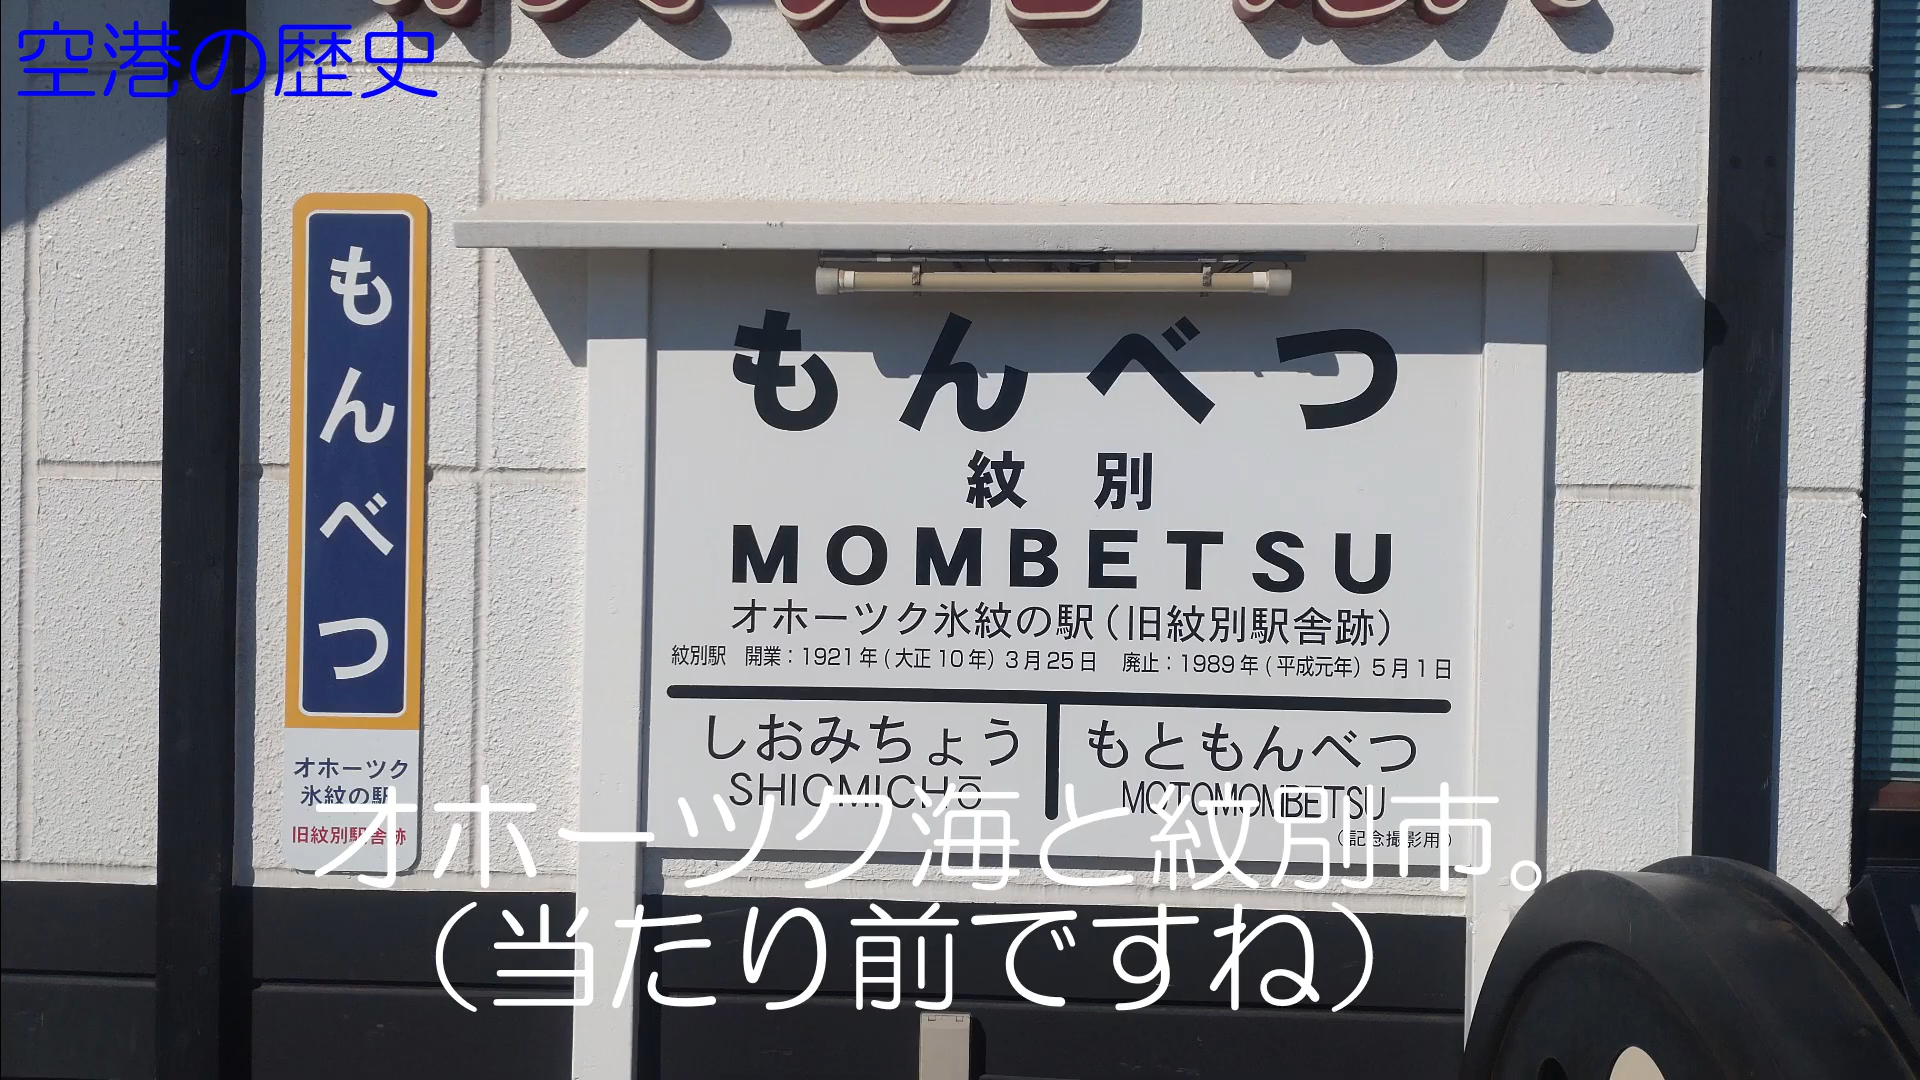 空港の歴史
もんべつ
オホーツク
氷紋の駅
旧紋別駅舎跡
もんべつ
紋別
MOMBETSU
オホーツク氷紋の駅(旧紋別駅舎跡)
紋別駅 開業:1921年(大正10年)3月25日 廃止:1989年(平成元年)5月1日
しおみちょう
SHIOMICHŌ
もともんべつ
MOTOMOMBETSU
(記念撮影用)
オホーツク海と紋別市。
(当たり前ですね)